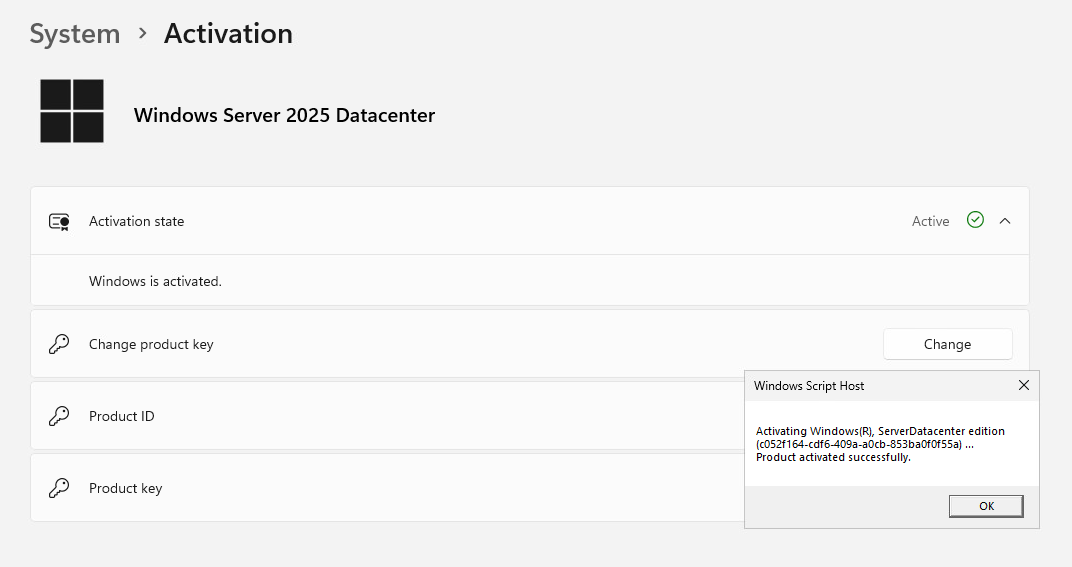 System > Activation
Windows Server 2025 Datacenter
Activation state
Active
Windows is activated.
Change product key
Change
Product ID
Product key
Windows Script Host
Activating Windows(R), ServerDatacenter edition
(c052f164-cdf6-409a-a0cb-853ba0f0f55a) ...
Product activated successfully.
OK